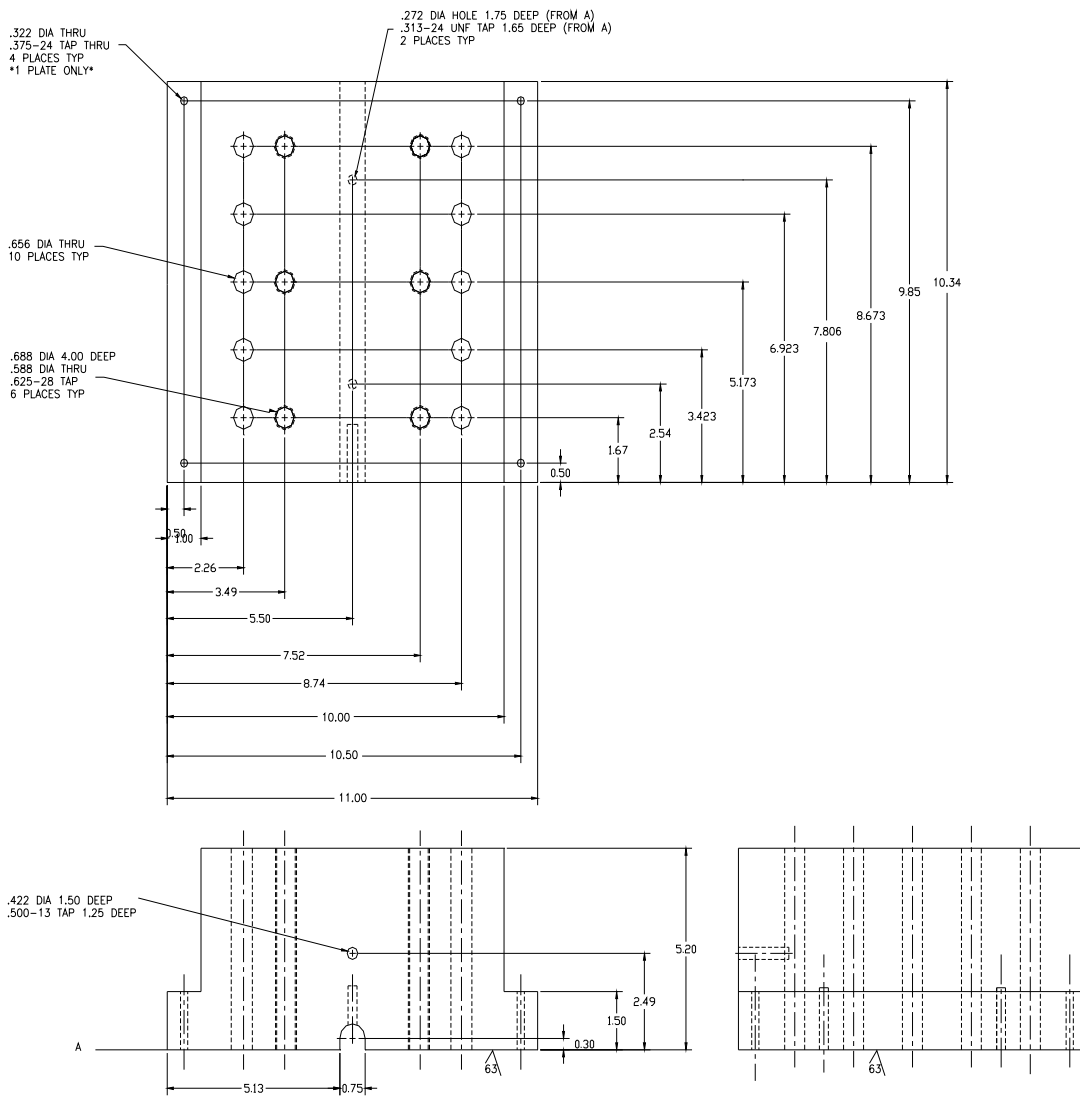 .272 DIA HOLE 1.75 DEEP (FROM A)
.313-24 UNF TAP 1.65 DEEP (FROM A)
2 PLACES TYP
.322 DIA THRU
.375-24 TAP THRU
4 PLACES TYP
*1 PLATE ONLY*
.656 DIA THRU
10 PLACES TYP
.688 DIA 4.00 DEEP
.588 DIA THRU
.625-28 TAP
6 PLACES TYP
10.34
9.85
8.673
7.806
6.923
5.173
3.423
2.54
1.67
0.50
0.50
1.00
2.26
3.49
5.50
7.52
8.74
10.00
10.50
11.00
.422 DIA 1.50 DEEP
.500-13 TAP 1.25 DEEP
5.20
2.49
1.50
0.30
A
63
63
5.13
0.75